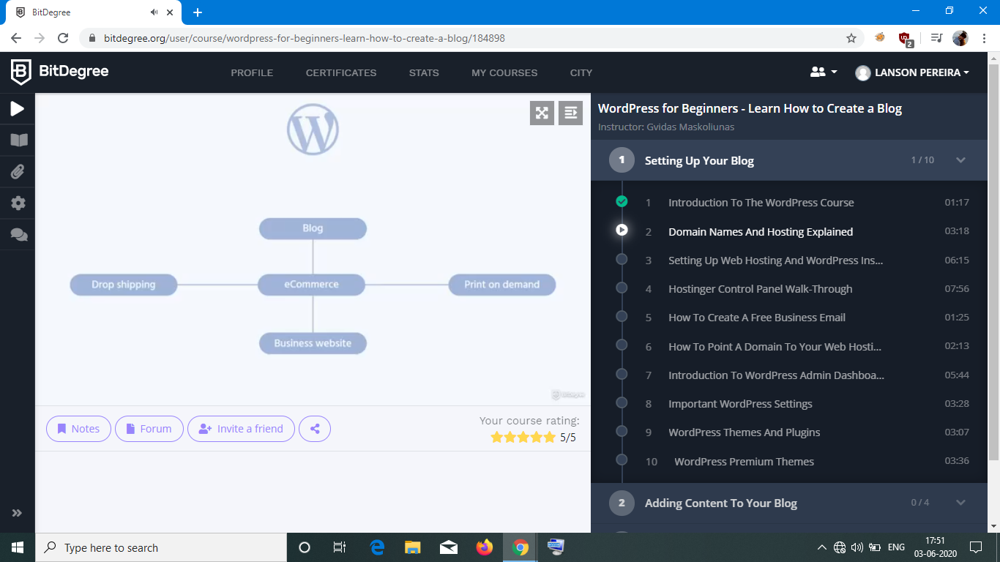 BitDegree
bitdegree.org/user/course/wordpress-for-beginners-learn-how-to-create-a-blog/184898
2
BitDegree
PROFILE
CERTIFICATES
STATS
MY COURSES
CITY
LANSON PEREIRA
Blog
Drop shipping
eCommerce
Print on demand
Business website
BitDegree
Notes
Forum
Invite a friend
Your course rating:
5/5
WordPress for Beginners - Learn How to Create a Blog
Instructor: Gvidas Maskoliunas
1 Setting Up Your Blog 1 / 10
1 Introduction To The WordPress Course 01:17
2 Domain Names And Hosting Explained 03:18
3 Setting Up Web Hosting And WordPress Ins... 06:15
4 Hostinger Control Panel Walk-Through 07:56
5 How To Create A Free Business Email 01:25
6 How To Point A Domain To Your Web Hosti... 02:13
7 Introduction To WordPress Admin Dashboa... 05:44
8 Important WordPress Settings 03:28
9 WordPress Themes And Plugins 03:07
10 WordPress Premium Themes 03:36
2 Adding Content To Your Blog 0 / 4
Type here to search
ENG
17:51
03-06-2020